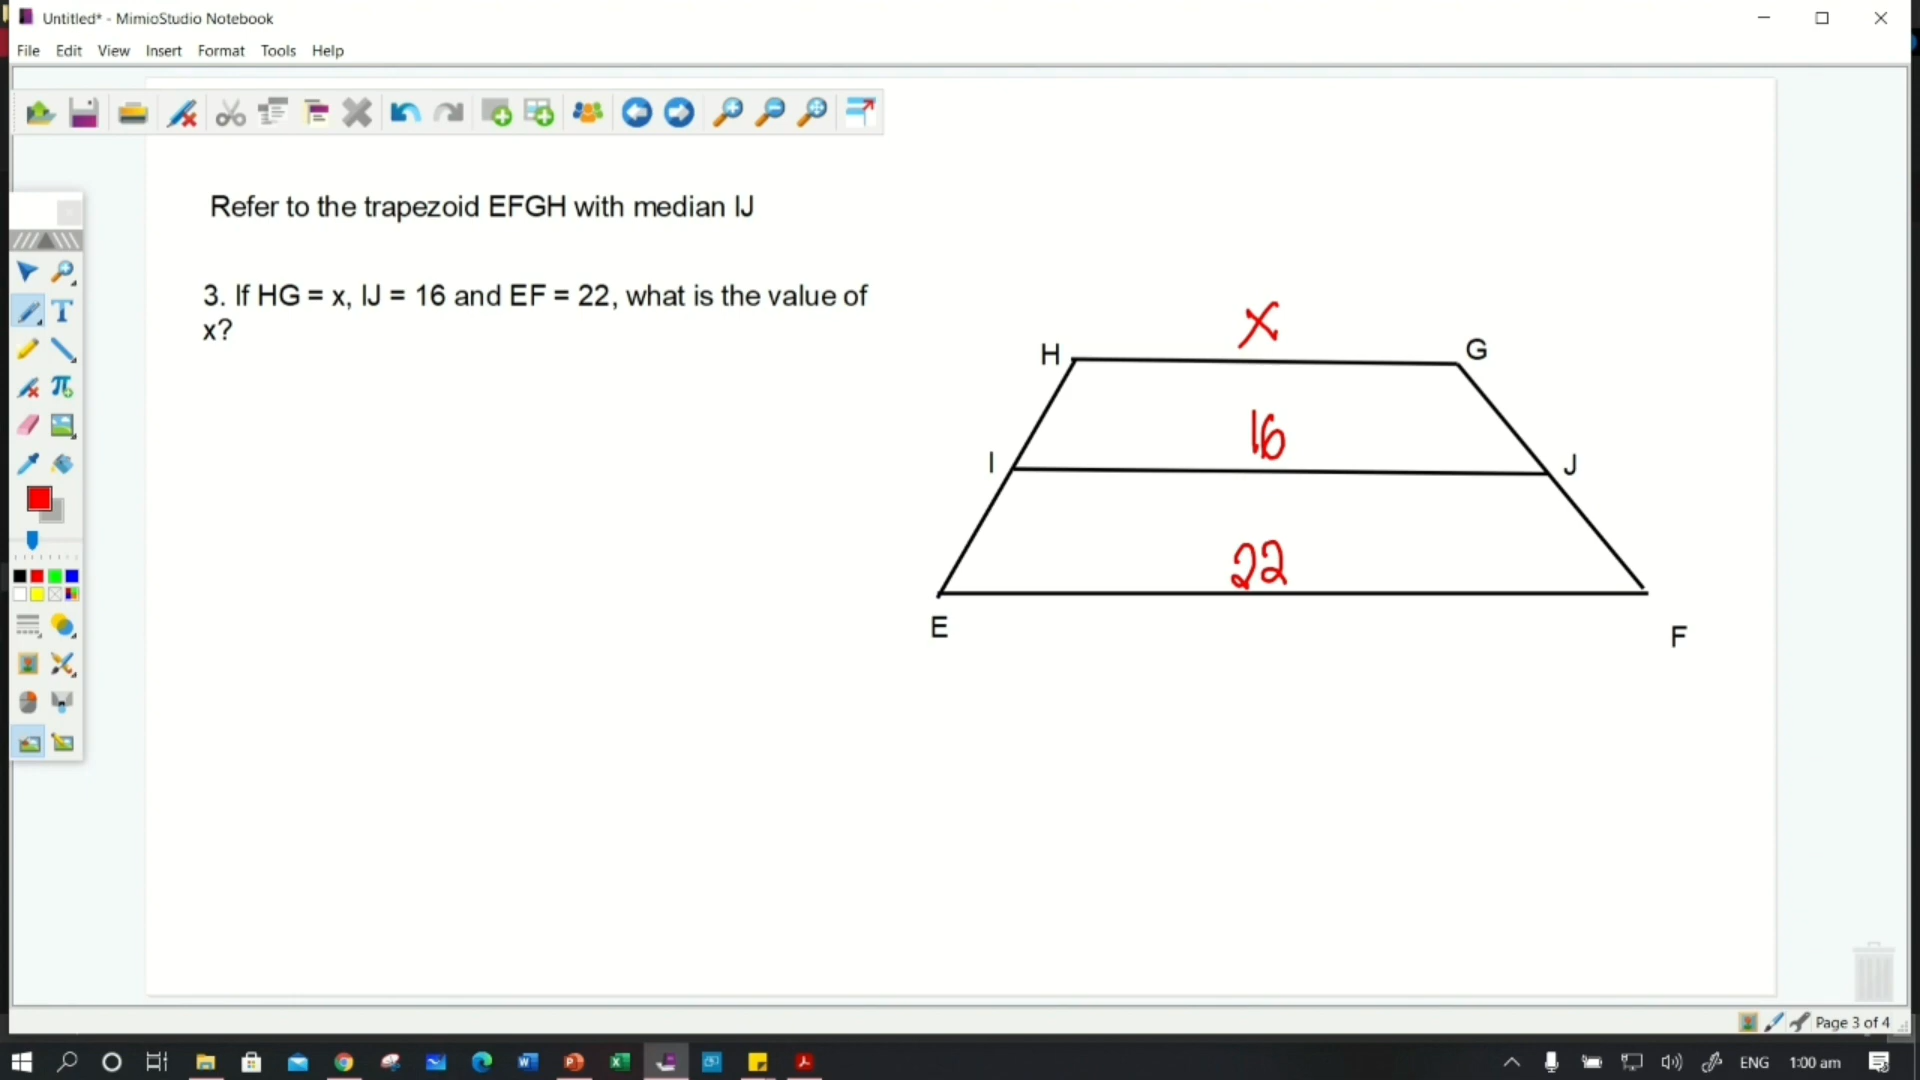 Untitled* - MimioStudio Notebook
File Edit View Insert Format Tools Help
Refer to the trapezoid EFGH with median IJ
3. If HG = x, IJ = 16 and EF = 22, what is the value of
x?
x
H
G
16
I
J
22
E
F
Page 3 of 4
ENG
1:00 am